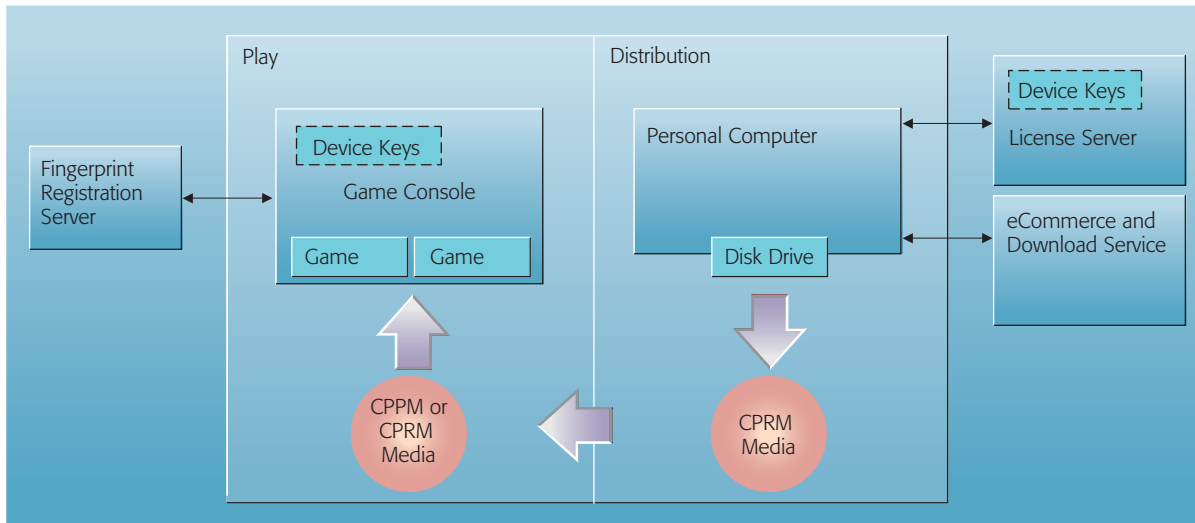 Play
Distribution
Fingerprint
Registration
Server
Device Keys
Game Console
Game
Game
CPPM or
CPRM
Media
Personal Computer
Disk Drive
CPRM
Media
Device Keys
License Server
eCommerce and
Download Service